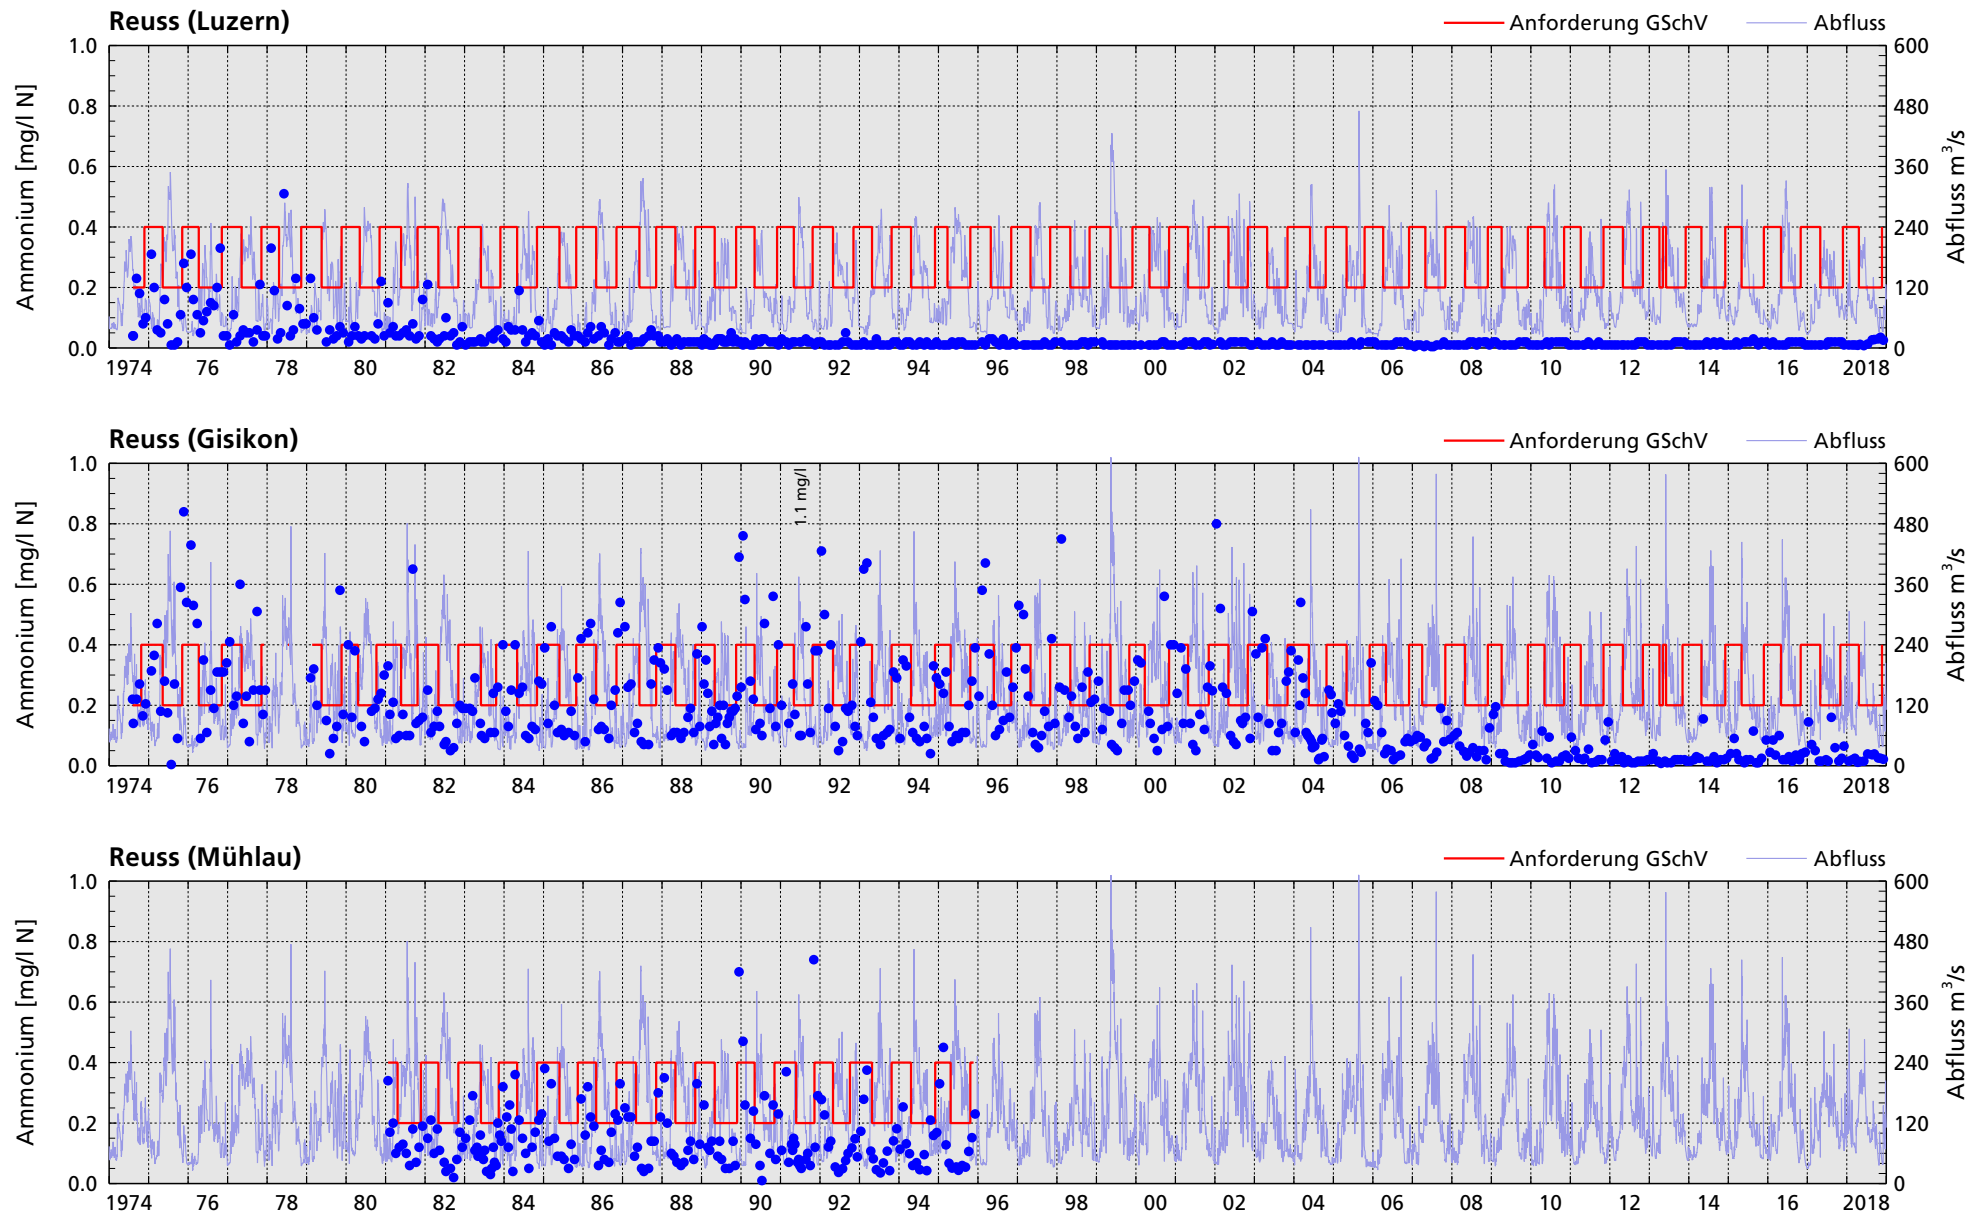 Reuss (Luzern)
Anforderung GSchV
Abfluss
Ammonium [mg/l N]
1.0
0.8
0.6
0.4
0.2
0.0
600
480
360
240
120
0
Abfluss m³/s
1974 76 78 80 82 84 86 88 90 92 94 96 98 00 02 04 06 08 10 12 14 16 2018
Reuss (Gisikon)
Anforderung GSchV
Abfluss
Ammonium [mg/l N]
1.0
0.8
0.6
0.4
0.2
0.0
1.1 mg/l
600
480
360
240
120
0
Abfluss m³/s
1974 76 78 80 82 84 86 88 90 92 94 96 98 00 02 04 06 08 10 12 14 16 2018
Reuss (Mühlau)
Anforderung GSchV
Abfluss
Ammonium [mg/l N]
1.0
0.8
0.6
0.4
0.2
0.0
600
480
360
240
120
0
Abfluss m³/s
1974 76 78 80 82 84 86 88 90 92 94 96 98 00 02 04 06 08 10 12 14 16 2018